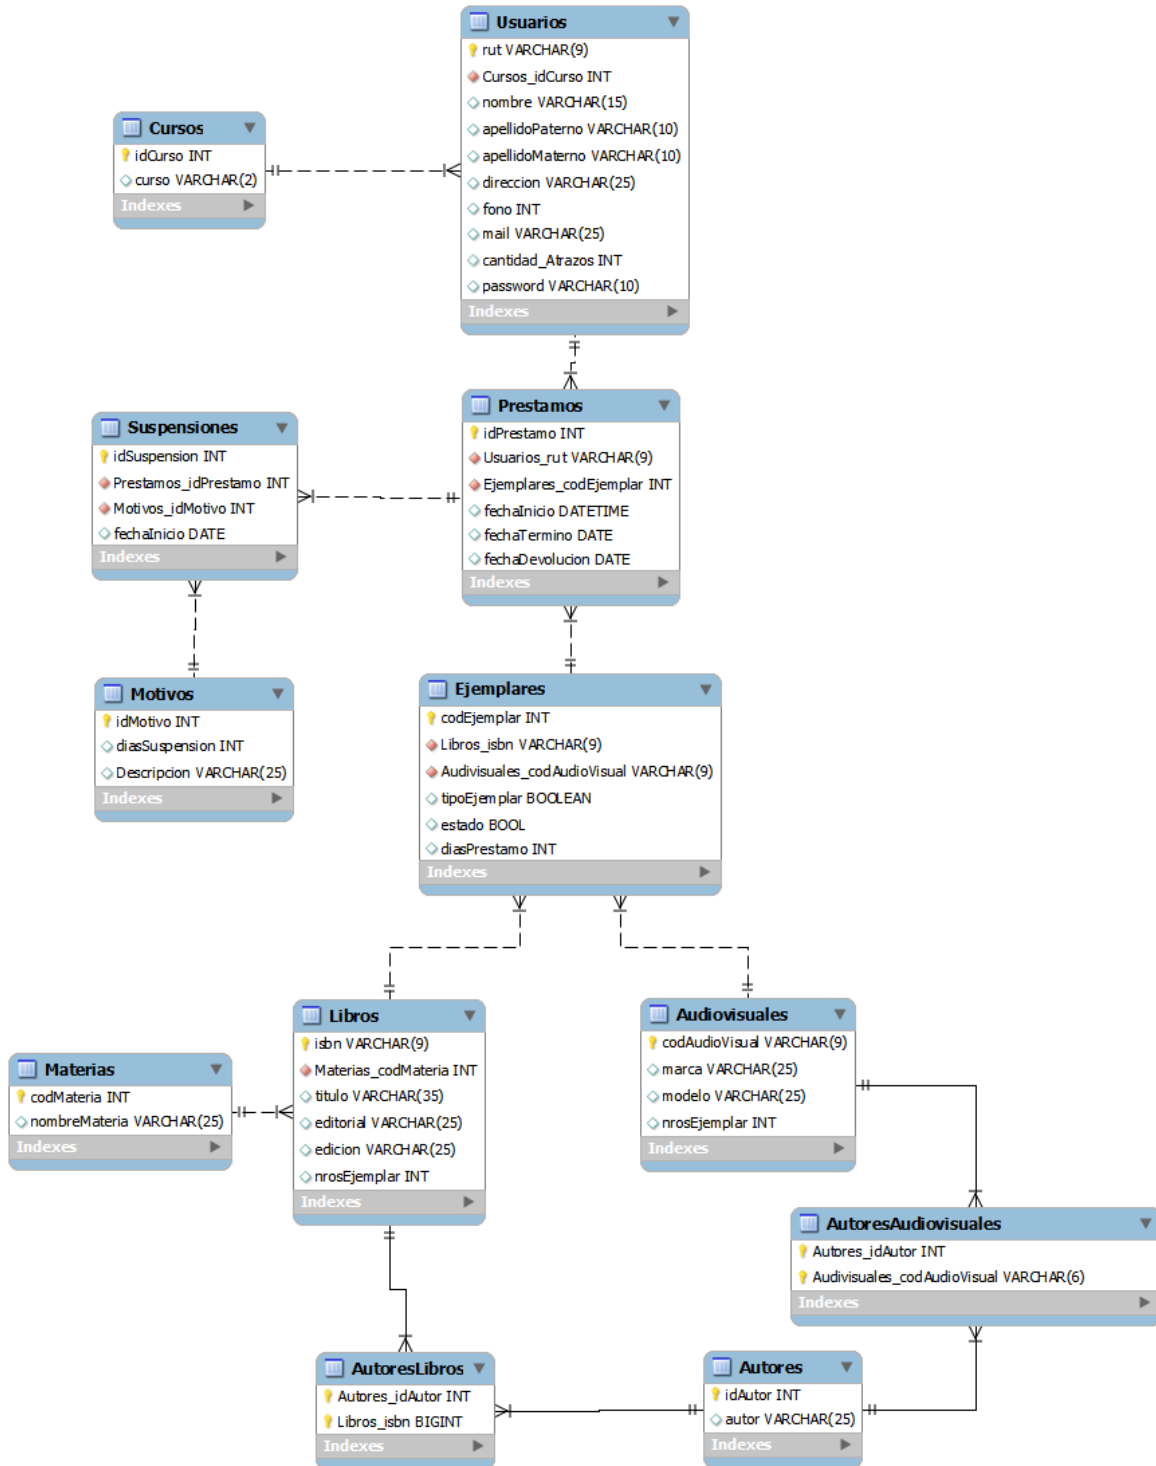 Usuarios
rut VARCHAR(9)
Cursos_idCurso INT
nombre VARCHAR(15)
apellidoPaterno VARCHAR(10)
apellidoMaterno VARCHAR(10)
direccion VARCHAR(25)
fono INT
mail VARCHAR(25)
cantidad_Atrazos INT
password VARCHAR(10)
Indexes
Cursos
idCurso INT
curso VARCHAR(2)
Indexes
Prestamos
idPrestamo INT
Usuarios_rut VARCHAR(9)
Ejemplares_codEjemplar INT
fechaInicio DATETIME
fechaTermino DATE
fechaDevolucion DATE
Indexes
Suspensiones
idSuspension INT
Prestamos_idPrestamo INT
Motivos_idMotivo INT
fechaInicio DATE
Indexes
Motivos
idMotivo INT
diasSuspension INT
Descripcion VARCHAR(25)
Indexes
Ejemplares
codEjemplar INT
Libros_isbn VARCHAR(9)
Audivisuales_codAudioVisual VARCHAR(9)
tipoEjemplar BOOLEAN
estado BOOL
diasPrestamo INT
Indexes
Libros
isbn VARCHAR(9)
Materias_codMateria INT
titulo VARCHAR(35)
editorial VARCHAR(25)
edicion VARCHAR(25)
nrosEjemplar INT
Indexes
Audiovisuales
codAudioVisual VARCHAR(9)
marca VARCHAR(25)
modelo VARCHAR(25)
nrosEjemplar INT
Indexes
Materias
codMateria INT
nombreMateria VARCHAR(25)
Indexes
AutoresAudiovisuales
Autores_idAutor INT
Audivisuales_codAudioVisual VARCHAR(6)
Indexes
AutoresLibros
Autores_idAutor INT
Libros_isbn BIGINT
Indexes
Autores
idAutor INT
autor VARCHAR(25)
Indexes